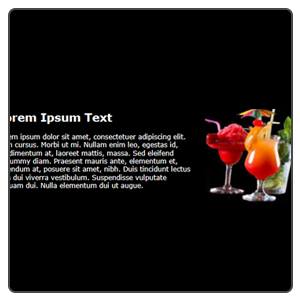 orem Ipsum Text
em ipsum dolor sit amet, consectetuer adipiscing elit.
n cursus. Morbi ut mi. Nullam enim leo, egestas id,
dimentum at, laoreet mattis, massa. Sed eleifend
ummy diam. Praesent mauris ante, elementum et,
endum at, posuere sit amet, nibh. Duis tincidunt lectus
dui viverra vestibulum. Suspendisse vulputate
uam dui. Nulla elementum dui ut augue.